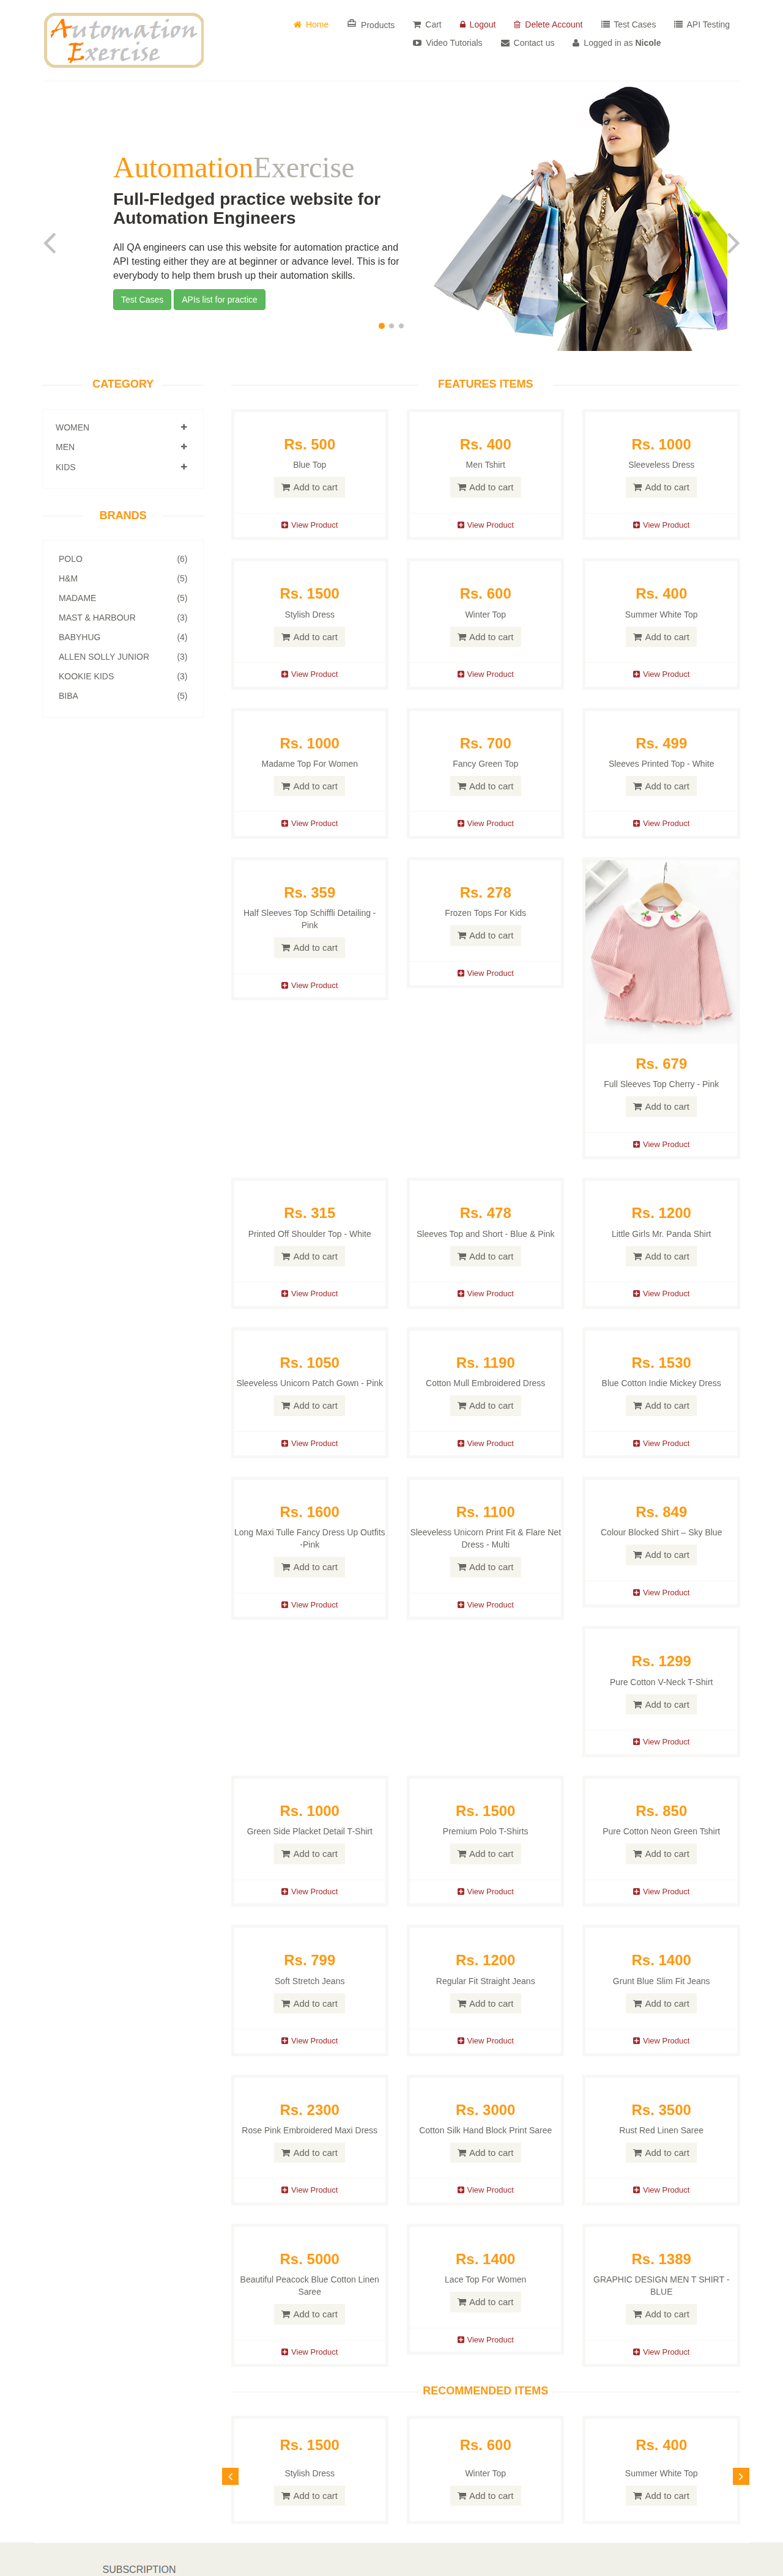 Automation
Exercise
Home
Products
Cart
Logout
Delete Account
Test Cases
API Testing
Video Tutorials
Contact us
Logged in as Nicole
AutomationExercise
Full-Fledged practice website for
Automation Engineers
All QA engineers can use this website for automation practice and
API testing either they are at beginner or advance level. This is for
everybody to help them brush up their automation skills.
Test Cases
APIs list for practice
CATEGORY
WOMEN
MEN
KIDS
BRANDS
POLO (6)
H&M (5)
MADAME (5)
MAST & HARBOUR (3)
BABYHUG (4)
ALLEN SOLLY JUNIOR (3)
KOOKIE KIDS (3)
BIBA (5)
FEATURES ITEMS
Rs. 500
Blue Top
Add to cart
View Product
Rs. 400
Men Tshirt
Add to cart
View Product
Rs. 1000
Sleeveless Dress
Add to cart
View Product
Rs. 1500
Stylish Dress
Add to cart
View Product
Rs. 600
Winter Top
Add to cart
View Product
Rs. 400
Summer White Top
Add to cart
View Product
Rs. 1000
Madame Top For Women
Add to cart
View Product
Rs. 700
Fancy Green Top
Add to cart
View Product
Rs. 499
Sleeves Printed Top - White
Add to cart
View Product
Rs. 359
Half Sleeves Top Schiffli Detailing -
Pink
Add to cart
View Product
Rs. 278
Frozen Tops For Kids
Add to cart
View Product
Rs. 679
Full Sleeves Top Cherry - Pink
Add to cart
View Product
Rs. 315
Printed Off Shoulder Top - White
Add to cart
View Product
Rs. 478
Sleeves Top and Short - Blue & Pink
Add to cart
View Product
Rs. 1200
Little Girls Mr. Panda Shirt
Add to cart
View Product
Rs. 1050
Sleeveless Unicorn Patch Gown - Pink
Add to cart
View Product
Rs. 1190
Cotton Mull Embroidered Dress
Add to cart
View Product
Rs. 1530
Blue Cotton Indie Mickey Dress
Add to cart
View Product
Rs. 1600
Long Maxi Tulle Fancy Dress Up Outfits
-Pink
Add to cart
View Product
Rs. 1100
Sleeveless Unicorn Print Fit & Flare Net
Dress - Multi
Add to cart
View Product
Rs. 849
Colour Blocked Shirt – Sky Blue
Add to cart
View Product
Rs. 1299
Pure Cotton V-Neck T-Shirt
Add to cart
View Product
Rs. 1000
Green Side Placket Detail T-Shirt
Add to cart
View Product
Rs. 1500
Premium Polo T-Shirts
Add to cart
View Product
Rs. 850
Pure Cotton Neon Green Tshirt
Add to cart
View Product
Rs. 799
Soft Stretch Jeans
Add to cart
View Product
Rs. 1200
Regular Fit Straight Jeans
Add to cart
View Product
Rs. 1400
Grunt Blue Slim Fit Jeans
Add to cart
View Product
Rs. 2300
Rose Pink Embroidered Maxi Dress
Add to cart
View Product
Rs. 3000
Cotton Silk Hand Block Print Saree
Add to cart
View Product
Rs. 3500
Rust Red Linen Saree
Add to cart
View Product
Rs. 5000
Beautiful Peacock Blue Cotton Linen
Saree
Add to cart
View Product
Rs. 1400
Lace Top For Women
Add to cart
View Product
Rs. 1389
GRAPHIC DESIGN MEN T SHIRT -
BLUE
Add to cart
View Product
RECOMMENDED ITEMS
Rs. 1500
Stylish Dress
Add to cart
Rs. 600
Winter Top
Add to cart
Rs. 400
Summer White Top
Add to cart
SUBSCRIPTION